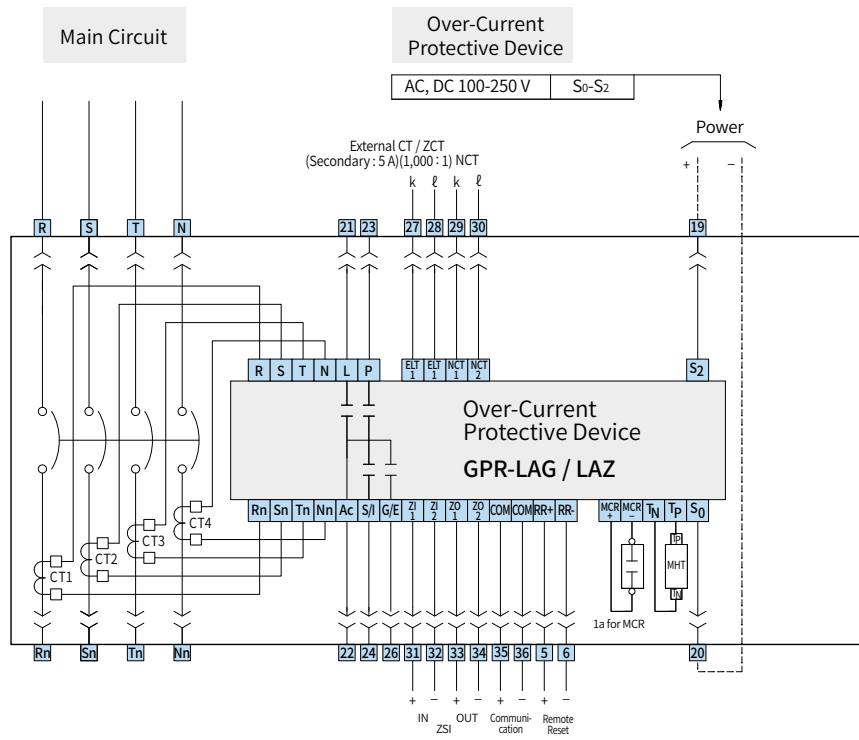 Main Circuit
Over-Current
Protective Device
AC, DC 100-250 V S0-S2
Power
+ −
External CT / ZCT
(Secondary : 5 A)(1,000 : 1) NCT
k ℓ k ℓ
R S T N 21 23 27 28 29 30 19
R S T N L P ELT 1 ELT 1 NCT 1 NCT 2 S2
Over-Current
Protective Device
GPR-LAG / LAZ
Rn Sn Tn Nn Ac S/I G/E ZI 1 ZI 2 ZO 1 ZO 2 COM COM RR+ RR- MCR + MCR − TN TP S0
CT4
CT3
CT2
CT1
TP
MHT
TN
1a for MCR
Rn Sn Tn Nn 22 24 26 31 32 33 34 35 36 5 6 20
+ − + − + − + −
IN OUT
ZSI
Communi-
cation
Remote
Reset